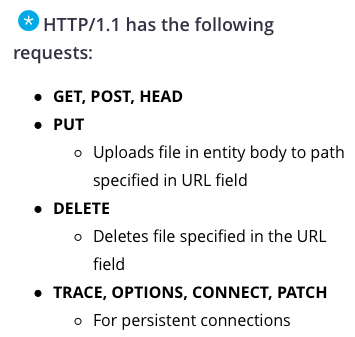 * HTTP/1.1 has the following
requests:
● GET, POST, HEAD
● PUT
○ Uploads file in entity body to path
specified in URL field
● DELETE
○ Deletes file specified in the URL
field
● TRACE, OPTIONS, CONNECT, PATCH
○ For persistent connections